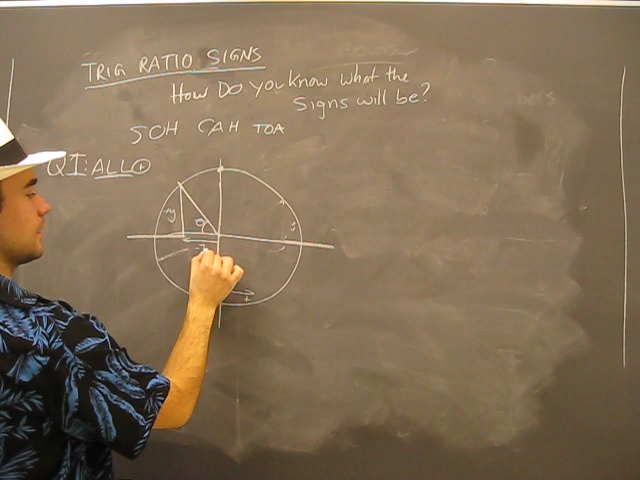 TRIG RATIO SIGNS
How Do you know what the
Signs will be?
SOH CAH TOA
QI: ALL +
y θ